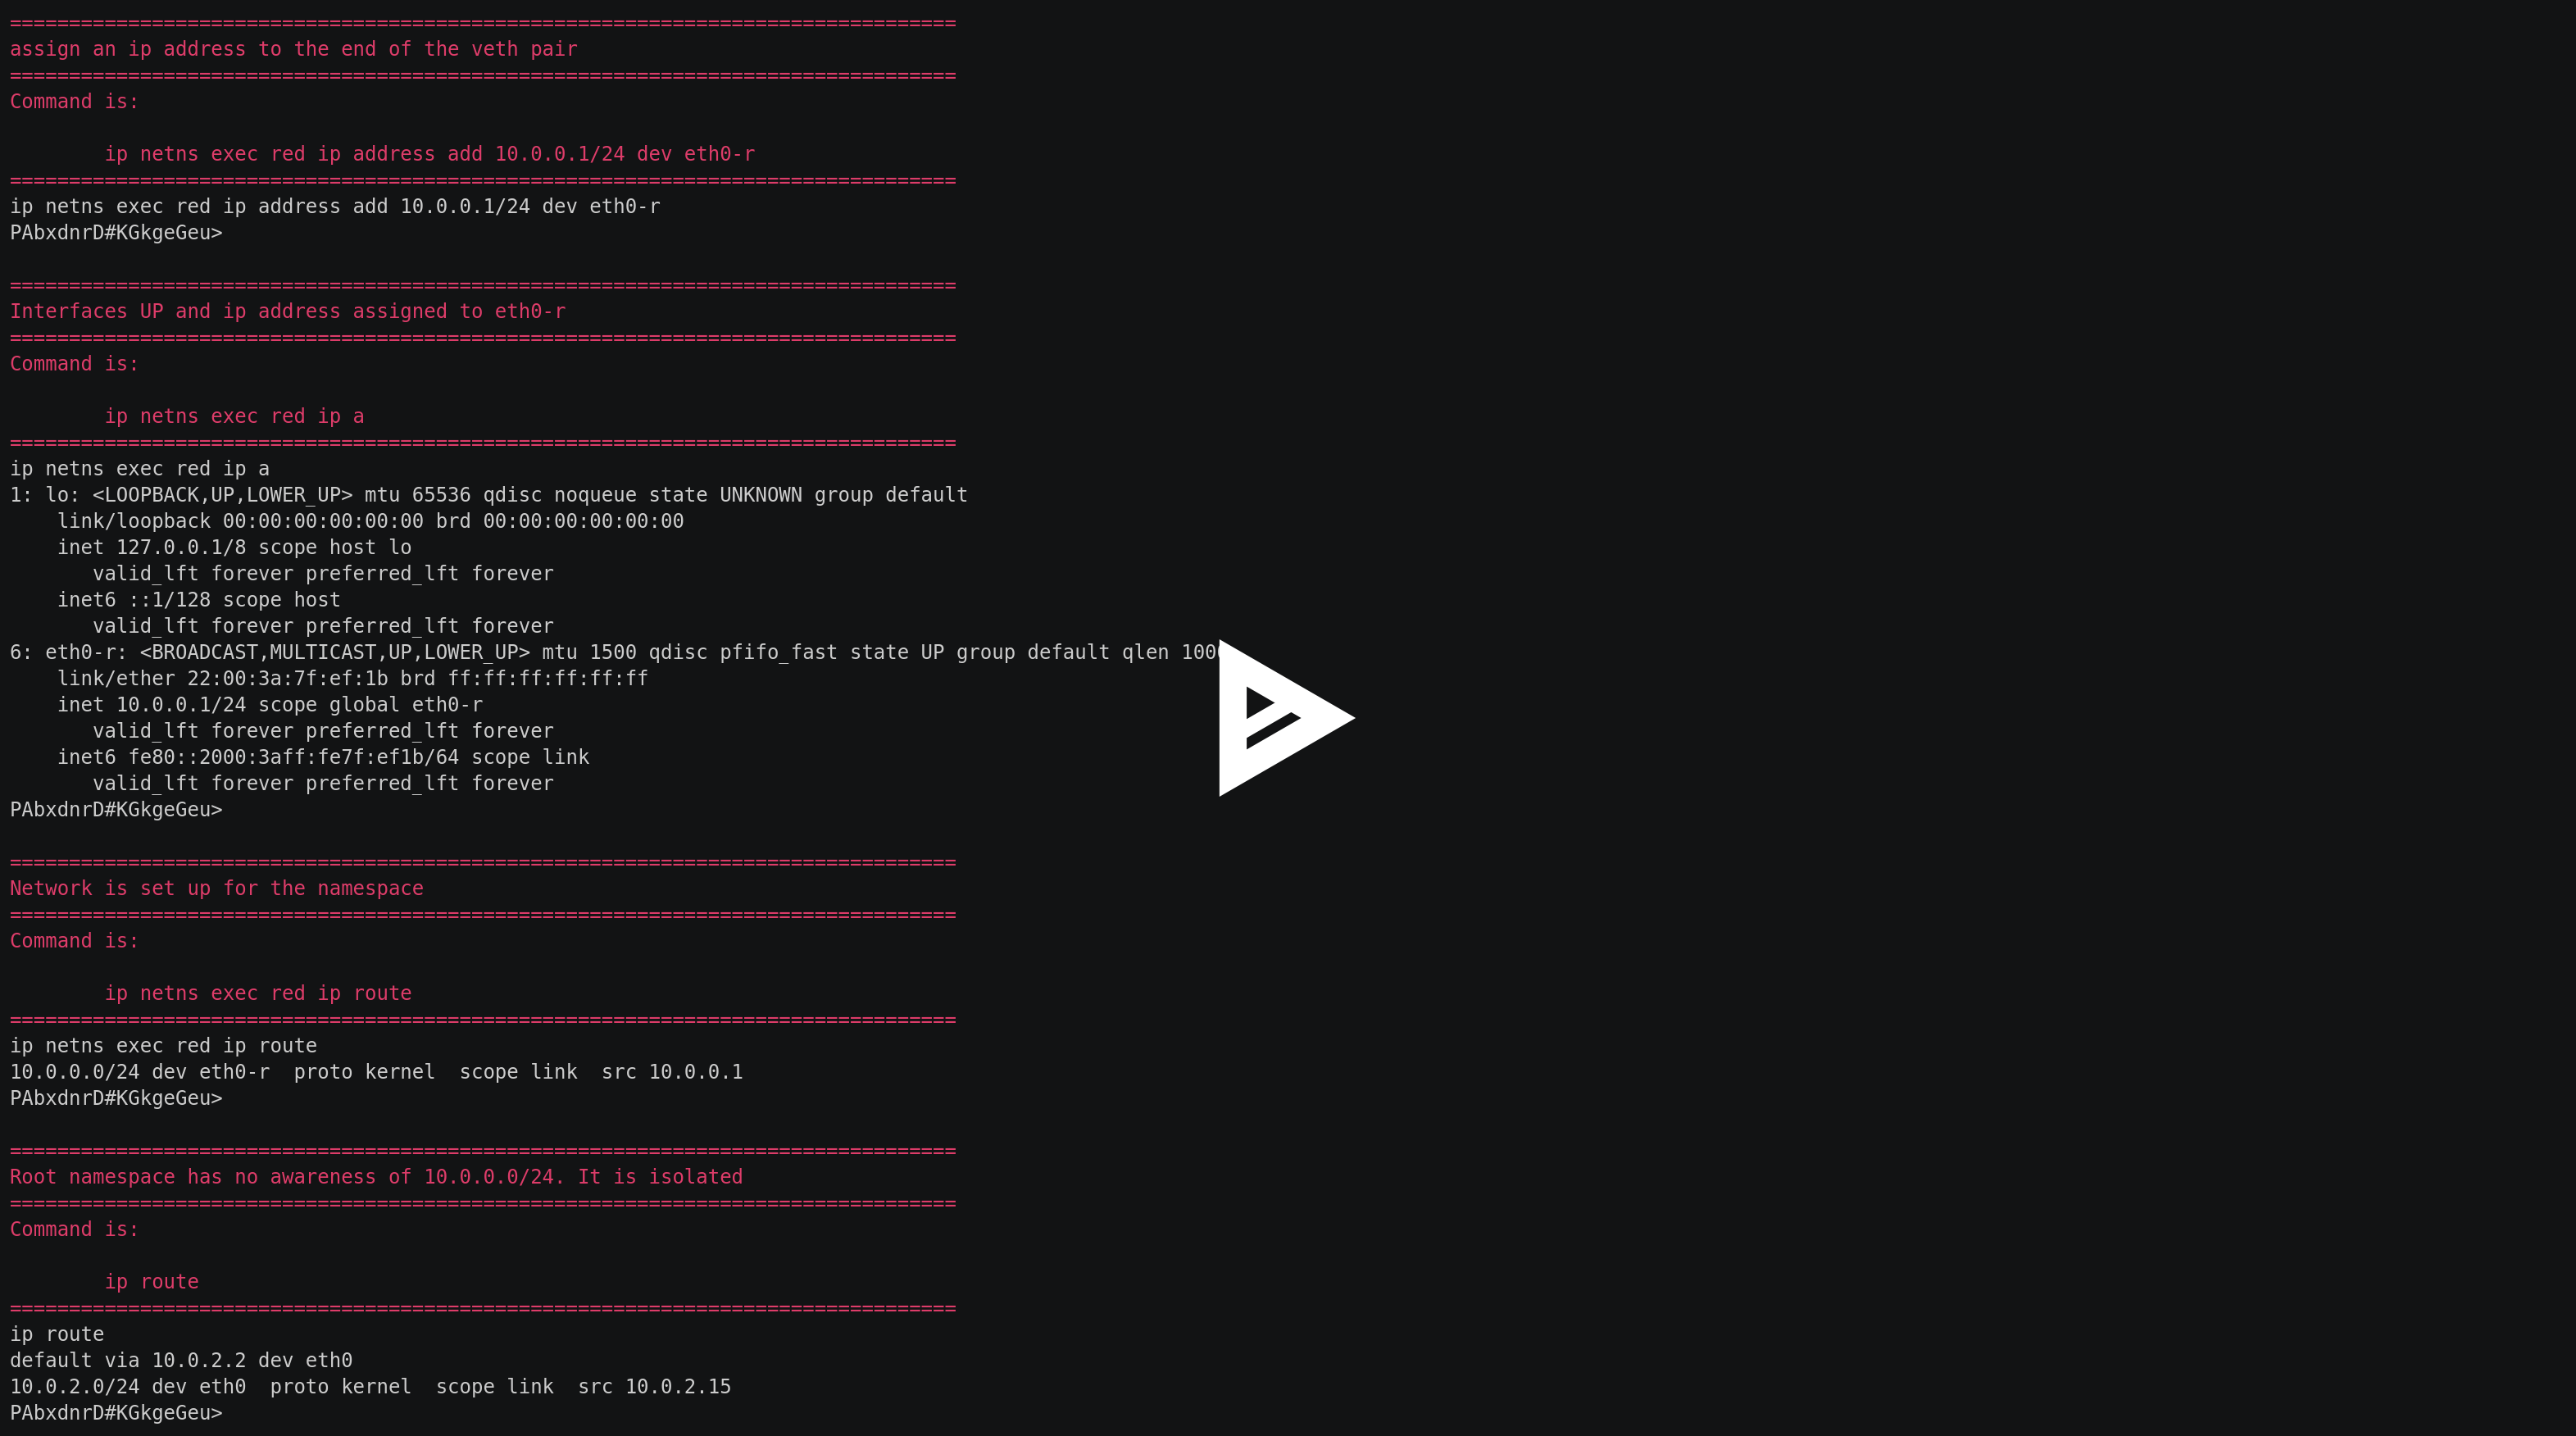 ================================================================================
assign an ip address to the end of the veth pair
================================================================================
Command is:
ip netns exec red ip address add 10.0.0.1/24 dev eth0-r
================================================================================
ip netns exec red ip address add 10.0.0.1/24 dev eth0-r
PAbxdnrD#KGkgeGeu>
================================================================================
Interfaces UP and ip address assigned to eth0-r
================================================================================
Command is:
ip netns exec red ip a
================================================================================
ip netns exec red ip a
1: lo: <LOOPBACK,UP,LOWER_UP> mtu 65536 qdisc noqueue state UNKNOWN group default
link/loopback 00:00:00:00:00:00 brd 00:00:00:00:00:00
inet 127.0.0.1/8 scope host lo
valid_lft forever preferred_lft forever
inet6 ::1/128 scope host
valid_lft forever preferred_lft forever
6: eth0-r: <BROADCAST,MULTICAST,UP,LOWER_UP> mtu 1500 qdisc pfifo_fast state UP group default qlen 1000
link/ether 22:00:3a:7f:ef:1b brd ff:ff:ff:ff:ff:ff
inet 10.0.0.1/24 scope global eth0-r
valid_lft forever preferred_lft forever
inet6 fe80::2000:3aff:fe7f:ef1b/64 scope link
valid_lft forever preferred_lft forever
PAbxdnrD#KGkgeGeu>
================================================================================
Network is set up for the namespace
================================================================================
Command is:
ip netns exec red ip route
================================================================================
ip netns exec red ip route
10.0.0.0/24 dev eth0-r  proto kernel  scope link  src 10.0.0.1
PAbxdnrD#KGkgeGeu>
================================================================================
Root namespace has no awareness of 10.0.0.0/24. It is isolated
================================================================================
Command is:
ip route
================================================================================
ip route
default via 10.0.2.2 dev eth0
10.0.2.0/24 dev eth0  proto kernel  scope link  src 10.0.2.15
PAbxdnrD#KGkgeGeu>